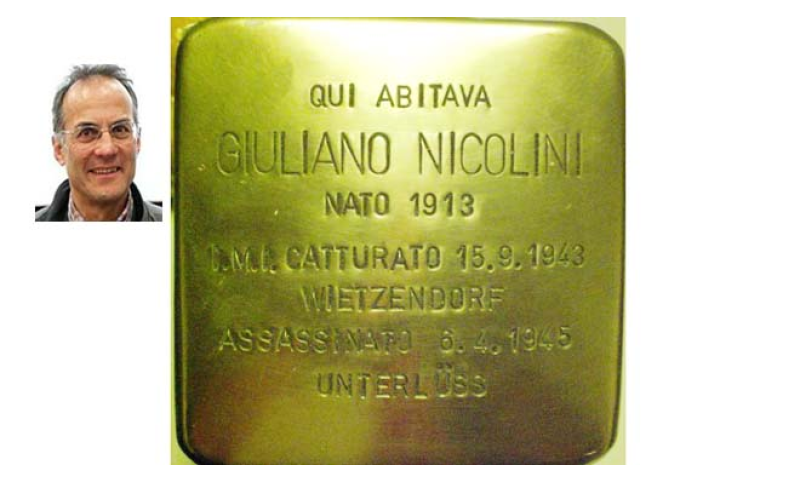 QUI ABITAVA
GIULIANO NICOLINI
NATO 1913
I.M.I. CATTURATO 15.9.1943
WIETZENDORF
ASSASSINATO 6.4.1945
UNTERLÜSS